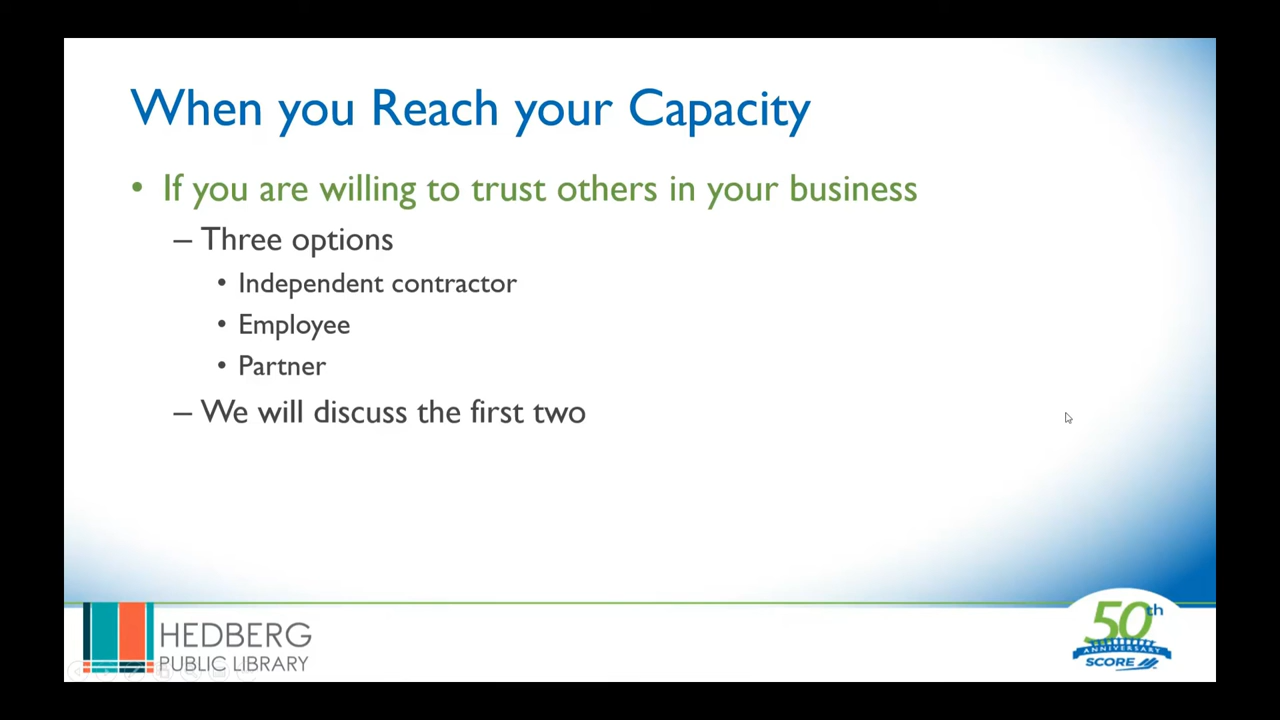 When you Reach your Capacity
• If you are willing to trust others in your business
– Three options
• Independent contractor
• Employee
• Partner
– We will discuss the first two
HEDBERG
PUBLIC LIBRARY
50th
ANNIVERSARY
SCORE